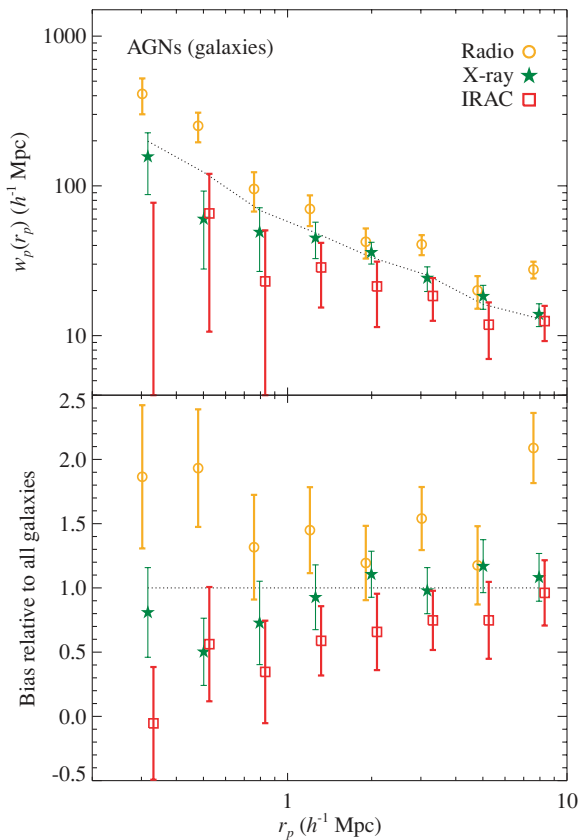 AGNs (galaxies)
Radio
X-ray
IRAC
1000
100
10
w_p(r_p) (h^-1 Mpc)
2.5
2.0
1.5
1.0
0.5
0.0
-0.5
Bias relative to all galaxies
1
10
r_p (h^-1 Mpc)